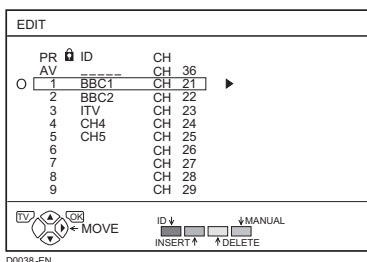 EDIT
PR ID CH
AV _____ CH 36
O 1 BBC1 CH 21
2 BBC2 CH 22
3 ITV CH 23
4 CH4 CH 24
5 CH5 CH 25
6 CH 26
7 CH 27
8 CH 28
9 CH 29
TV OK
MOVE
ID MANUAL
INSERT DELETE
D0038-EN